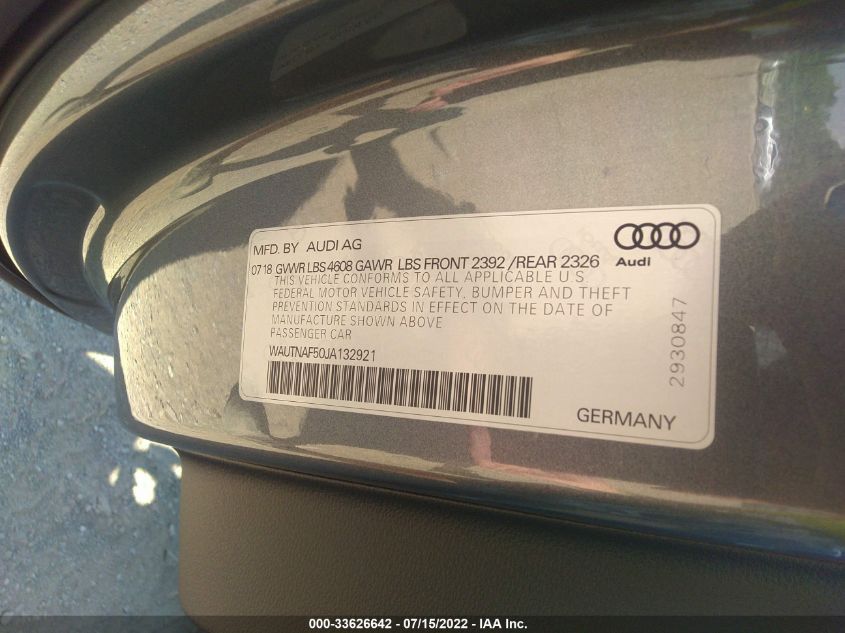 MFD. BY AUDI AG
0718 GVWR LBS 4608 GAWR LBS FRONT 2392 /REAR 2326
Audi
THIS VEHICLE CONFORMS TO ALL APPLICABLE U S
FEDERAL MOTOR VEHICLE SAFETY, BUMPER AND THEFT
PREVENTION STANDARDS IN EFFECT ON THE DATE OF
MANUFACTURE SHOWN ABOVE
PASSENGER CAR
WAUTNAF50JA132921
2930847
GERMANY
000-33626642 - 07/15/2022 - IAA Inc.